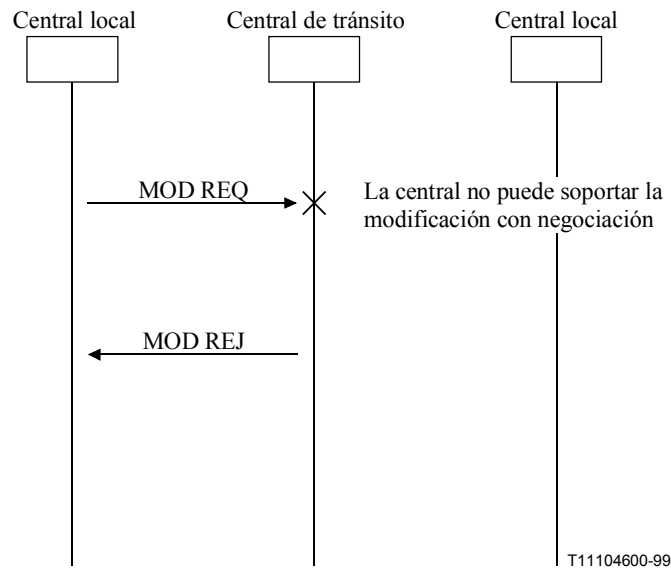 Central local
Central de tránsito
Central local
MOD REQ
La central no puede soportar la
modificación con negociación
MOD REJ
T11104600-99